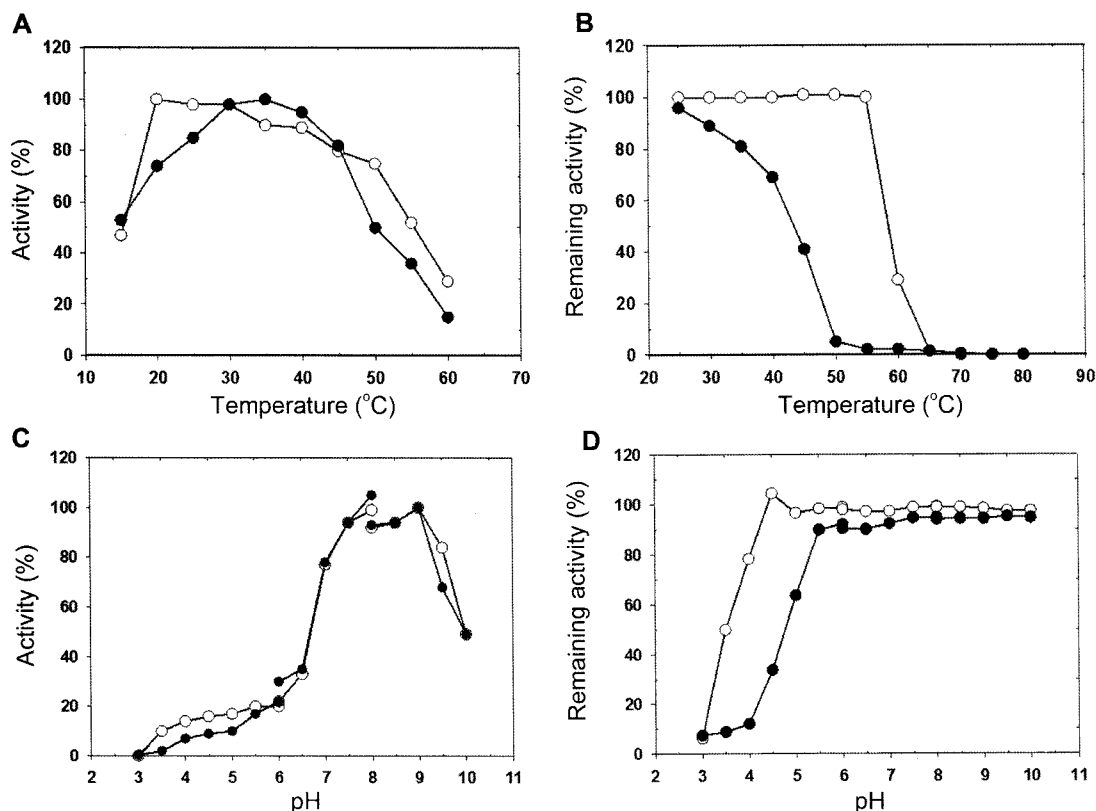 A
Activity (%)
120
100
80
60
40
20
0
10 20 30 40 50 60 70
Temperature (°C)
B
Remaining activity (%)
120
100
80
60
40
20
0
20 30 40 50 60 70 80 90
Temperature (°C)
C
Activity (%)
120
100
80
60
40
20
0
2 3 4 5 6 7 8 9 10 11
pH
D
Remaining activity (%)
120
100
80
60
40
20
0
2 3 4 5 6 7 8 9 10 11
pH